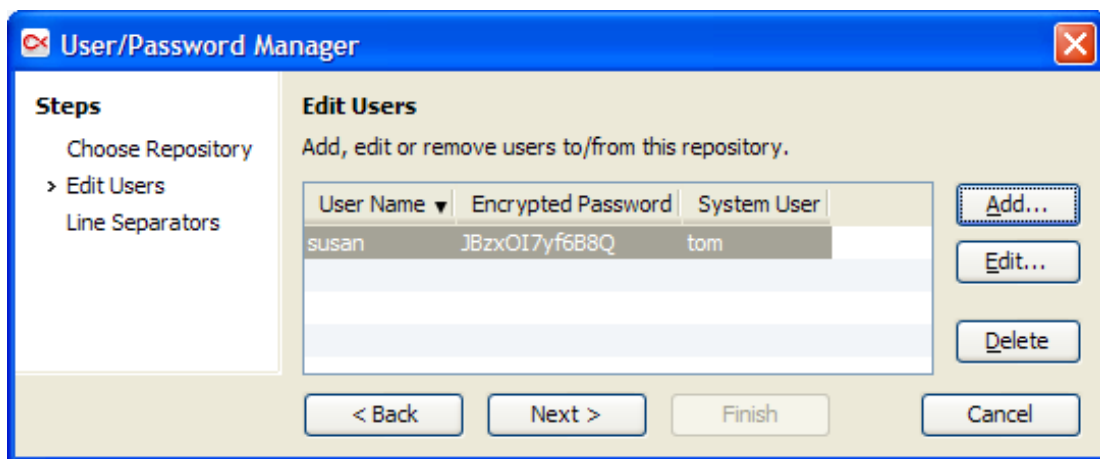 User/Password Manager
Steps
Choose Repository
> Edit Users
Line Separators
Edit Users
Add, edit or remove users to/from this repository.
User Name ▼ Encrypted Password System User
susan JBzxOI7yf6B8Q tom
Add...
Edit...
Delete
< Back Next > Finish Cancel